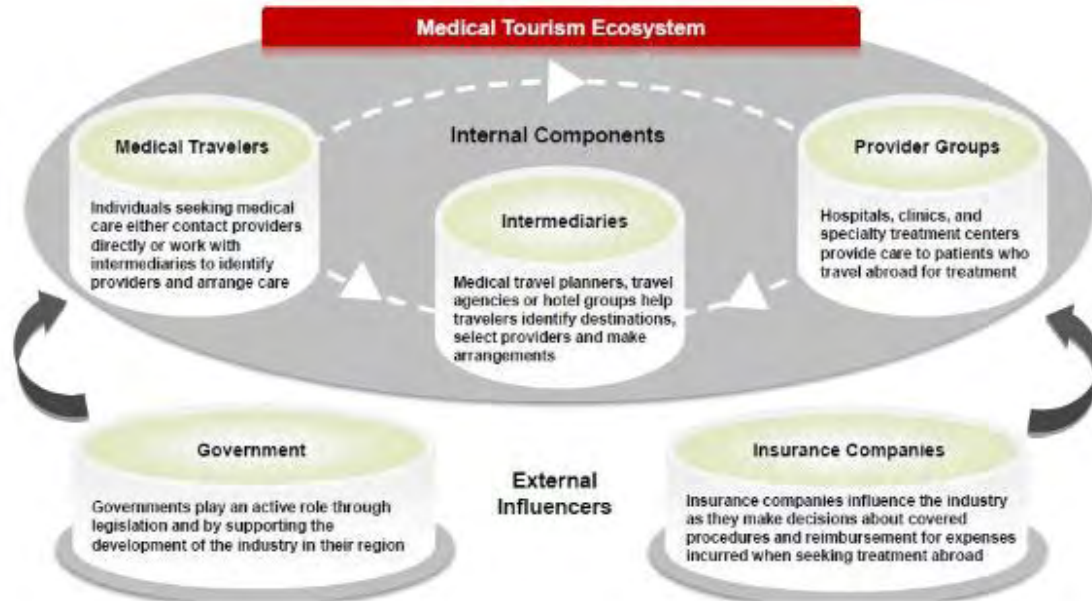 Medical Tourism Ecosystem
Internal Components
Medical Travelers
Individuals seeking medical
care either contact providers
directly or work with
intermediaries to identify
providers and arrange care
Intermediaries
Medical travel planners, travel
agencies or hotel groups help
travelers identify destinations,
select providers and make
arrangements
Provider Groups
Hospitals, clinics, and
specialty treatment centers
provide care to patients who
travel abroad for treatment
Government
Governments play an active role through
legislation and by supporting the
development of the industry in their region
External
Influencers
Insurance Companies
Insurance companies influence the industry
as they make decisions about covered
procedures and reimbursement for expenses
incurred when seeking treatment abroad